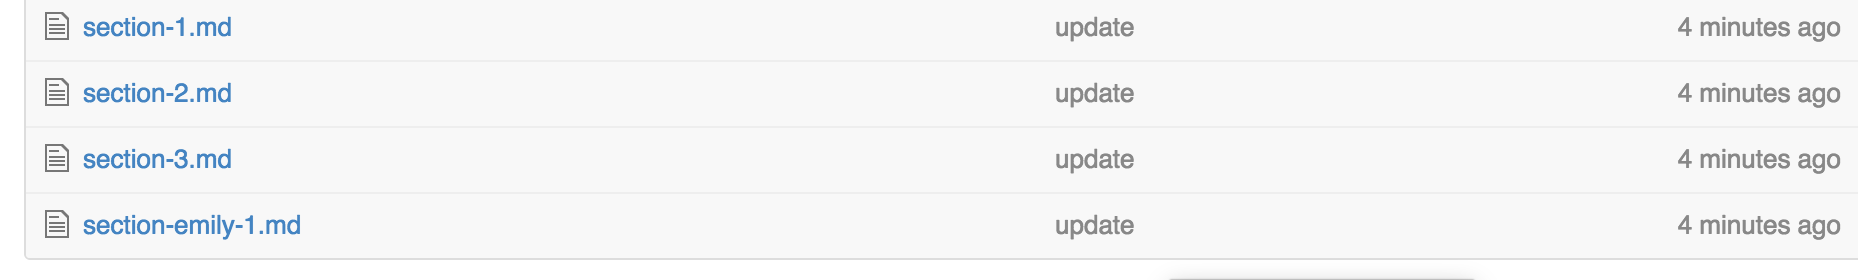 section-1.md update 4 minutes ago
section-2.md update 4 minutes ago
section-3.md update 4 minutes ago
section-emily-1.md update 4 minutes ago